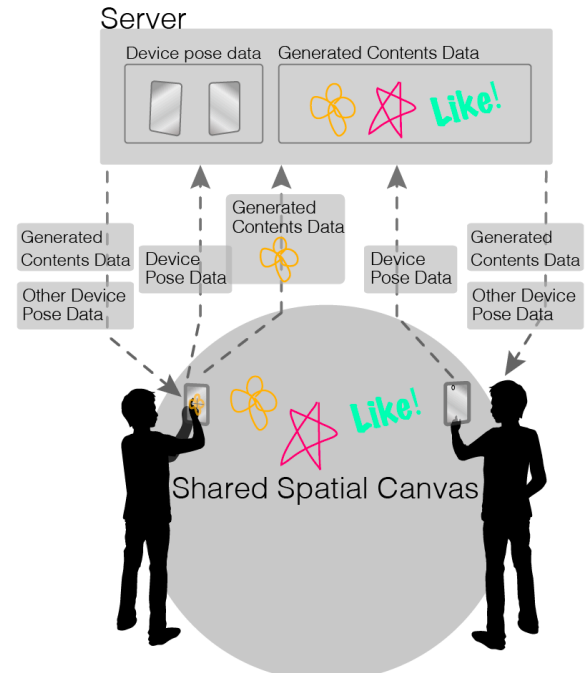 Server
Device pose data
Generated Contents Data
Like!
Generated
Contents Data
Generated
Contents Data
Device
Pose Data
Device
Pose Data
Generated
Contents Data
Other Device
Pose Data
Other Device
Pose Data
Like!
Shared Spatial Canvas